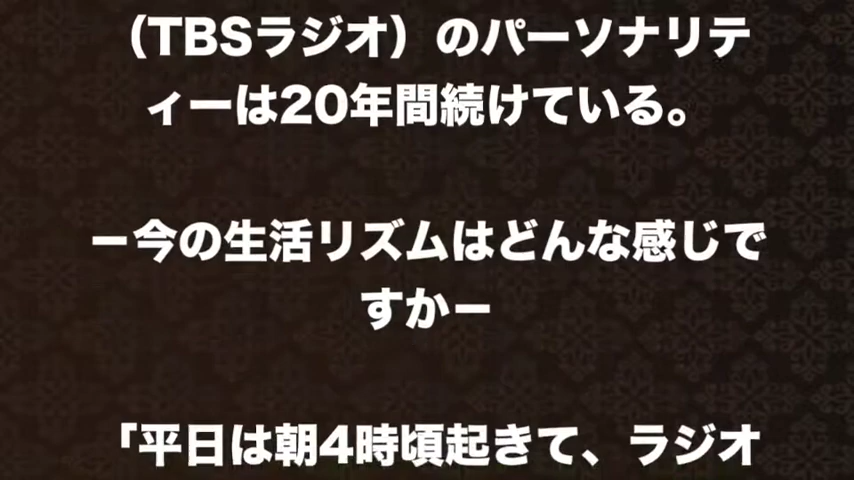 （TBSラジオ）のパーソナリテ
ィーは20年間続けている。
ー今の生活リズムはどんな感じで
すかー
「平日は朝4時頃起きて、ラジオ